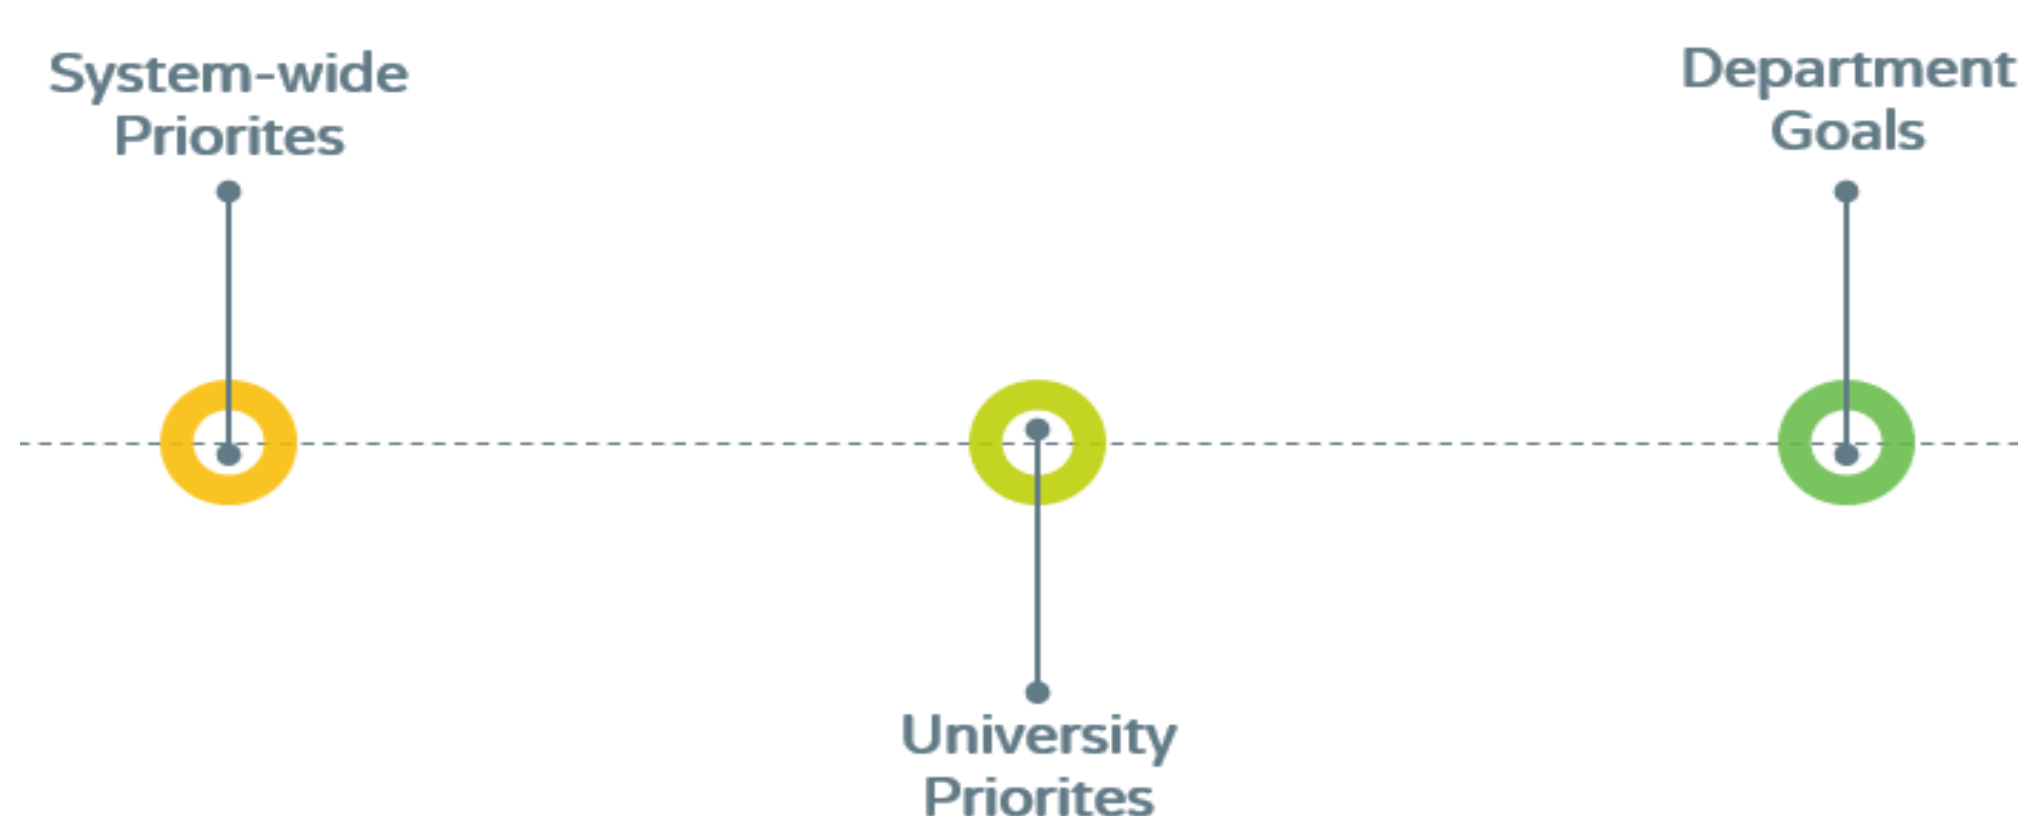 System-wide
Priorites
Department
Goals
University
Priorites